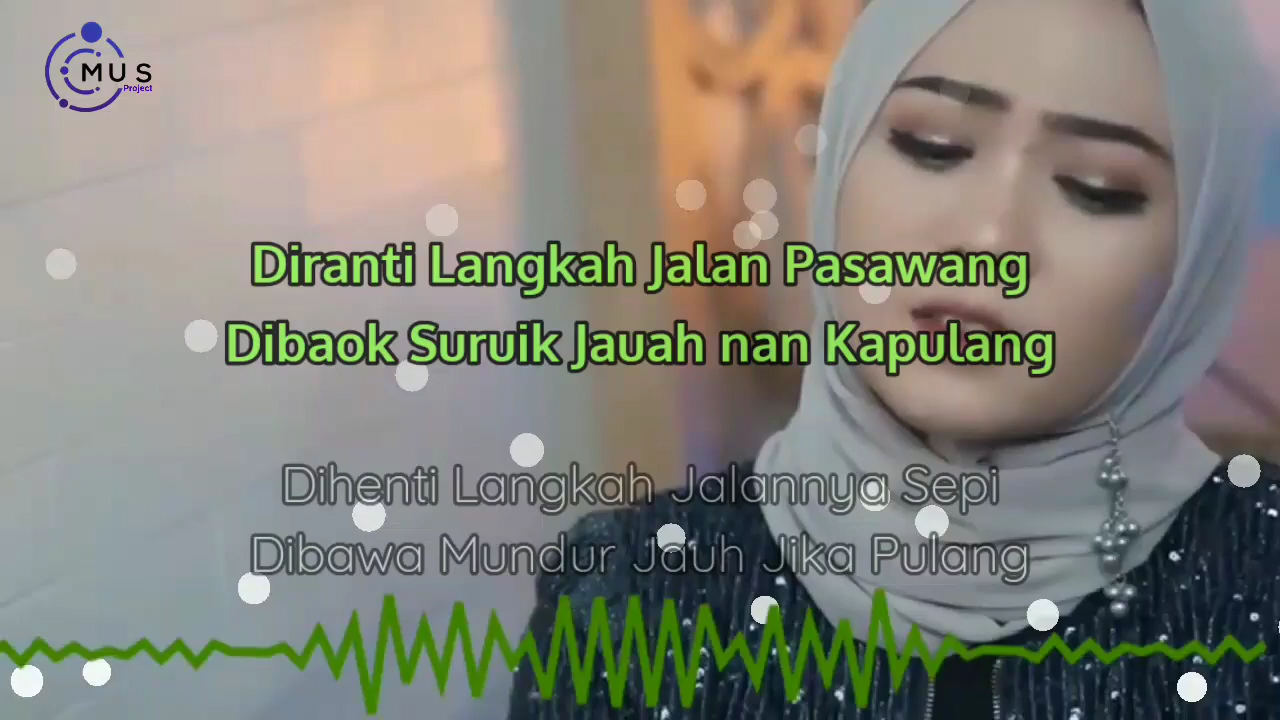 MUS
Project
Diranti Langkah Jalan Pasawang
Dibaok Suruik Jauah nan Kapulang
Dihenti Langkah Jalannya Sepi
Dibawa Mundur Jauh Jika Pulang